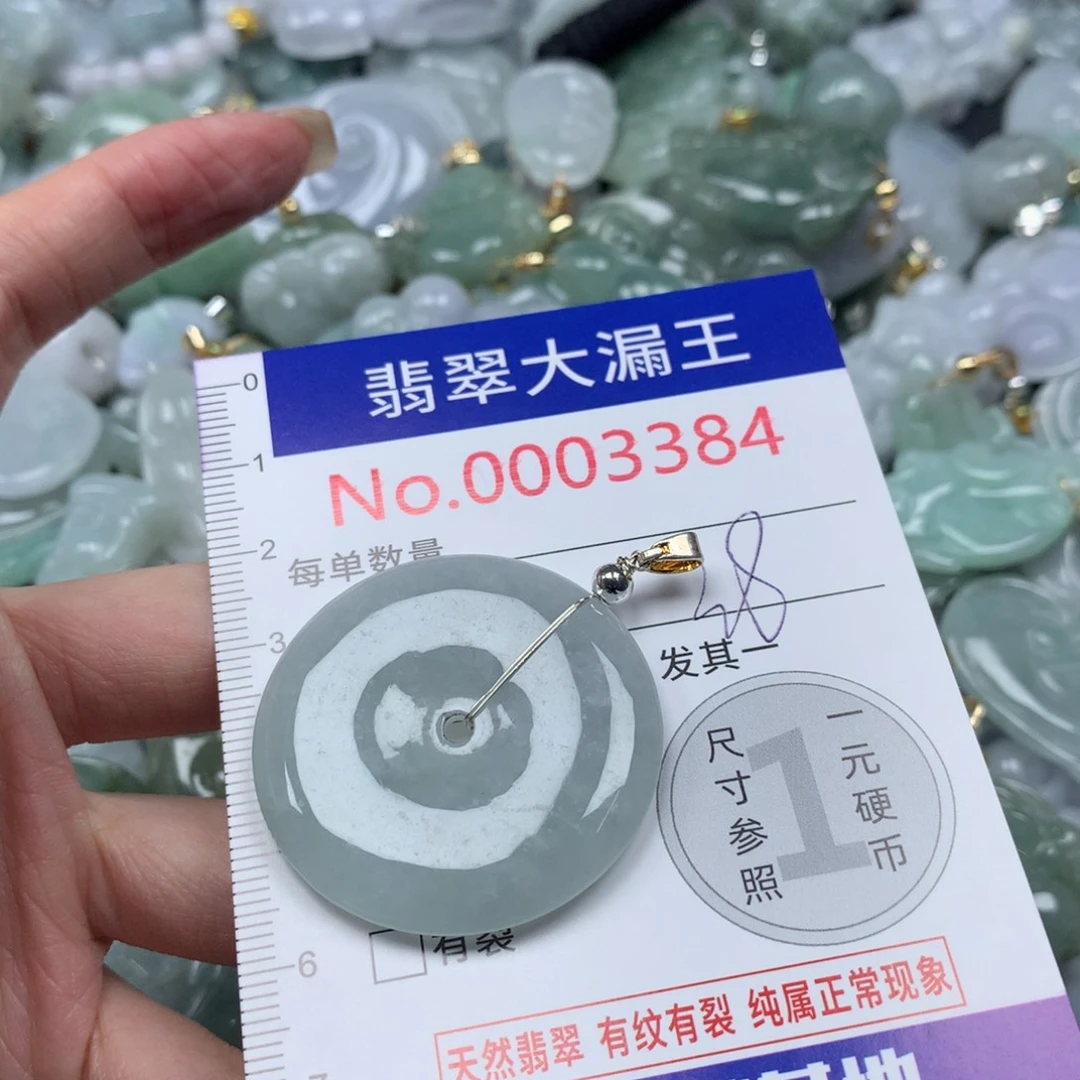 翡翠大漏王
No.0003384
0
1
2
3
6
每单数量
28
发其一
尺寸参照
1
一元硬币
有裂
天然翡翠 有纹有裂 纯属正常现象